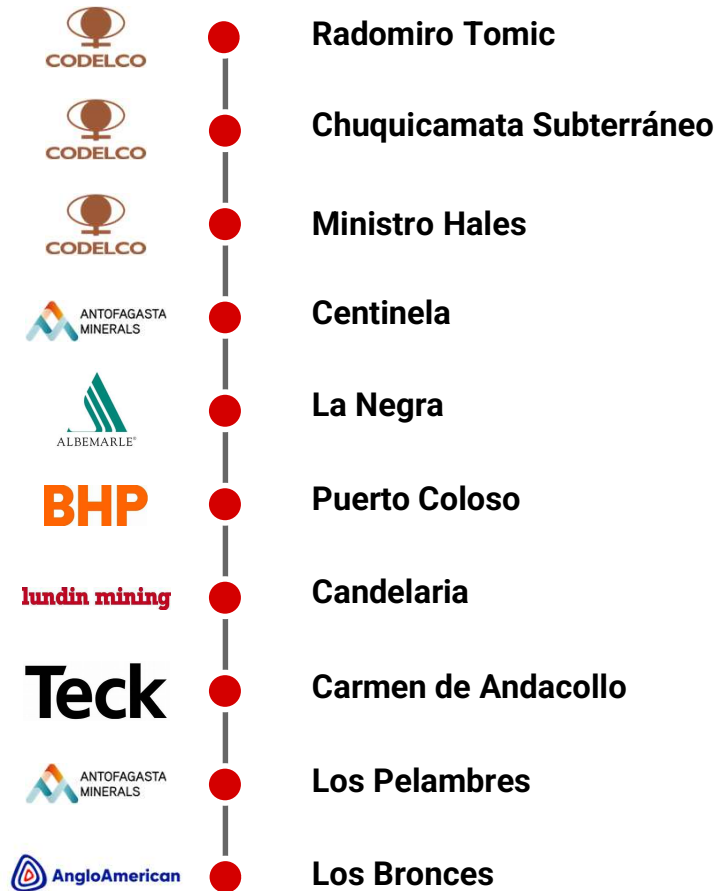 CODELCO
Radomiro Tomic
CODELCO
Chuquicamata Subterráneo
CODELCO
Ministro Hales
ANTOFAGASTA
MINERALS
Centinela
ALBEMARLE®
La Negra
BHP
Puerto Coloso
lundin mining
Candelaria
Teck
Carmen de Andacollo
ANTOFAGASTA
MINERALS
Los Pelambres
AngloAmerican
Los Bronces